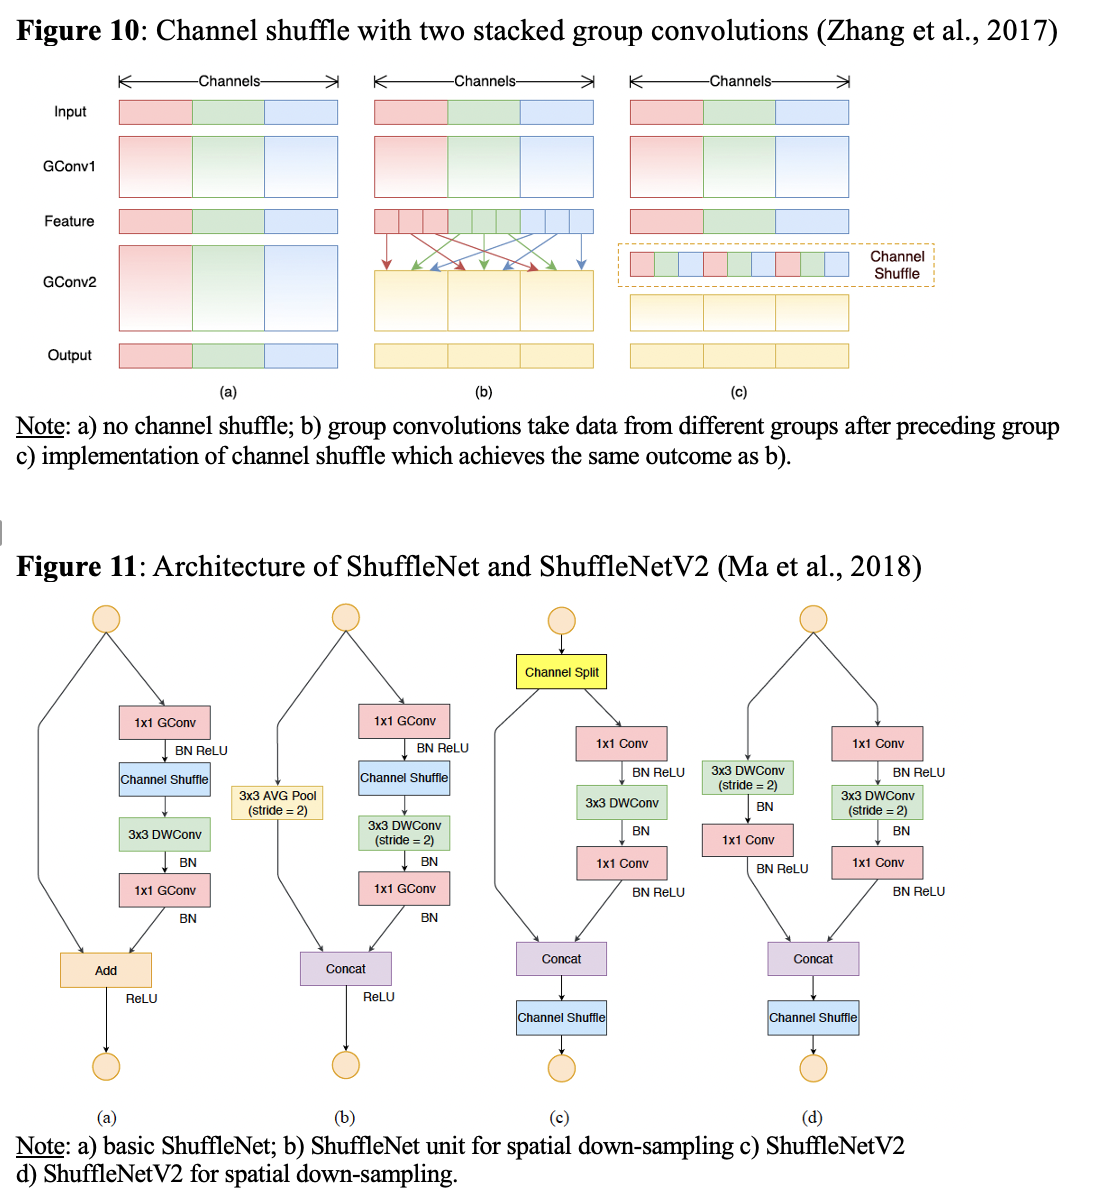 Figure 10: Channel shuffle with two stacked group convolutions (Zhang et al., 2017)
Channels
Channels
Channels
Input
GConv1
Feature
Channel
Shuffle
GConv2
Output
(a)
(b)
(c)
Note: a) no channel shuffle; b) group convolutions take data from different groups after preceding group
c) implementation of channel shuffle which achieves the same outcome as b).
Figure 11: Architecture of ShuffleNet and ShuffleNetV2 (Ma et al., 2018)
1x1 GConv
BN ReLU
Channel Shuffle
3x3 DWConv
BN
1x1 GConv
BN
Add
ReLU
(a)
1x1 GConv
BN ReLU
Channel Shuffle
3x3 AVG Pool
(stride = 2)
3x3 DWConv
(stride = 2)
BN
1x1 GConv
BN
Concat
ReLU
(b)
Channel Split
1x1 Conv
BN ReLU
3x3 DWConv
BN
1x1 Conv
BN ReLU
Concat
Channel Shuffle
(c)
3x3 DWConv
(stride = 2)
BN
1x1 Conv
BN ReLU
1x1 Conv
BN ReLU
3x3 DWConv
(stride = 2)
BN
1x1 Conv
BN ReLU
Concat
Channel Shuffle
(d)
Note: a) basic ShuffleNet; b) ShuffleNet unit for spatial down-sampling c) ShuffleNetV2
d) ShuffleNetV2 for spatial down-sampling.